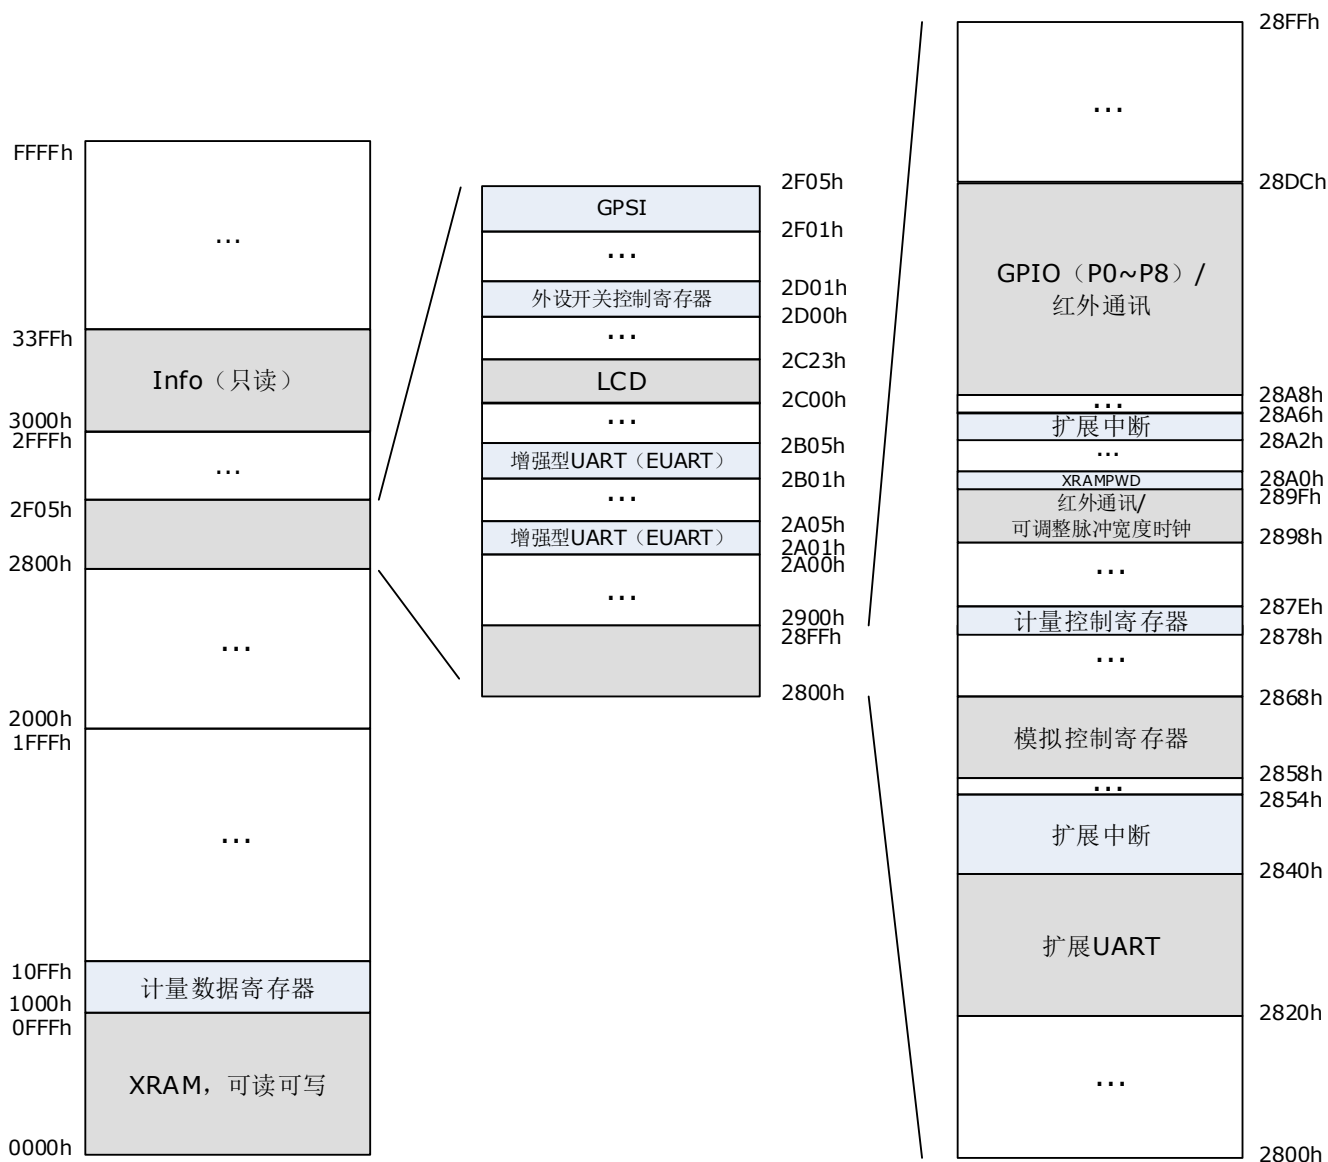 FFFFh
...
33FFh
Info（只读）
3000h
2FFFh
...
2F05h
2800h
...
2000h
1FFFh
...
10FFh
计量数据寄存器
1000h
0FFFh
XRAM，可读可写
0000h
2F05h
GPSI
2F01h
...
2D01h
外设开关控制寄存器
2D00h
...
2C23h
LCD
2C00h
...
2B05h
增强型UART（EUART）
2B01h
...
2A05h
增强型UART（EUART）
2A01h
2A00h
...
2900h
28FFh
2800h
28FFh
...
28DCh
GPIO（P0~P8）/
红外通讯
28A8h
...
28A6h
扩展中断
28A2h
...
XRAMPWD
28A0h
289Fh
红外通讯/
可调整脉冲宽度时钟
2898h
...
287Eh
计量控制寄存器
2878h
...
2868h
模拟控制寄存器
2858h
...
2854h
扩展中断
2840h
扩展UART
2820h
...
2800h